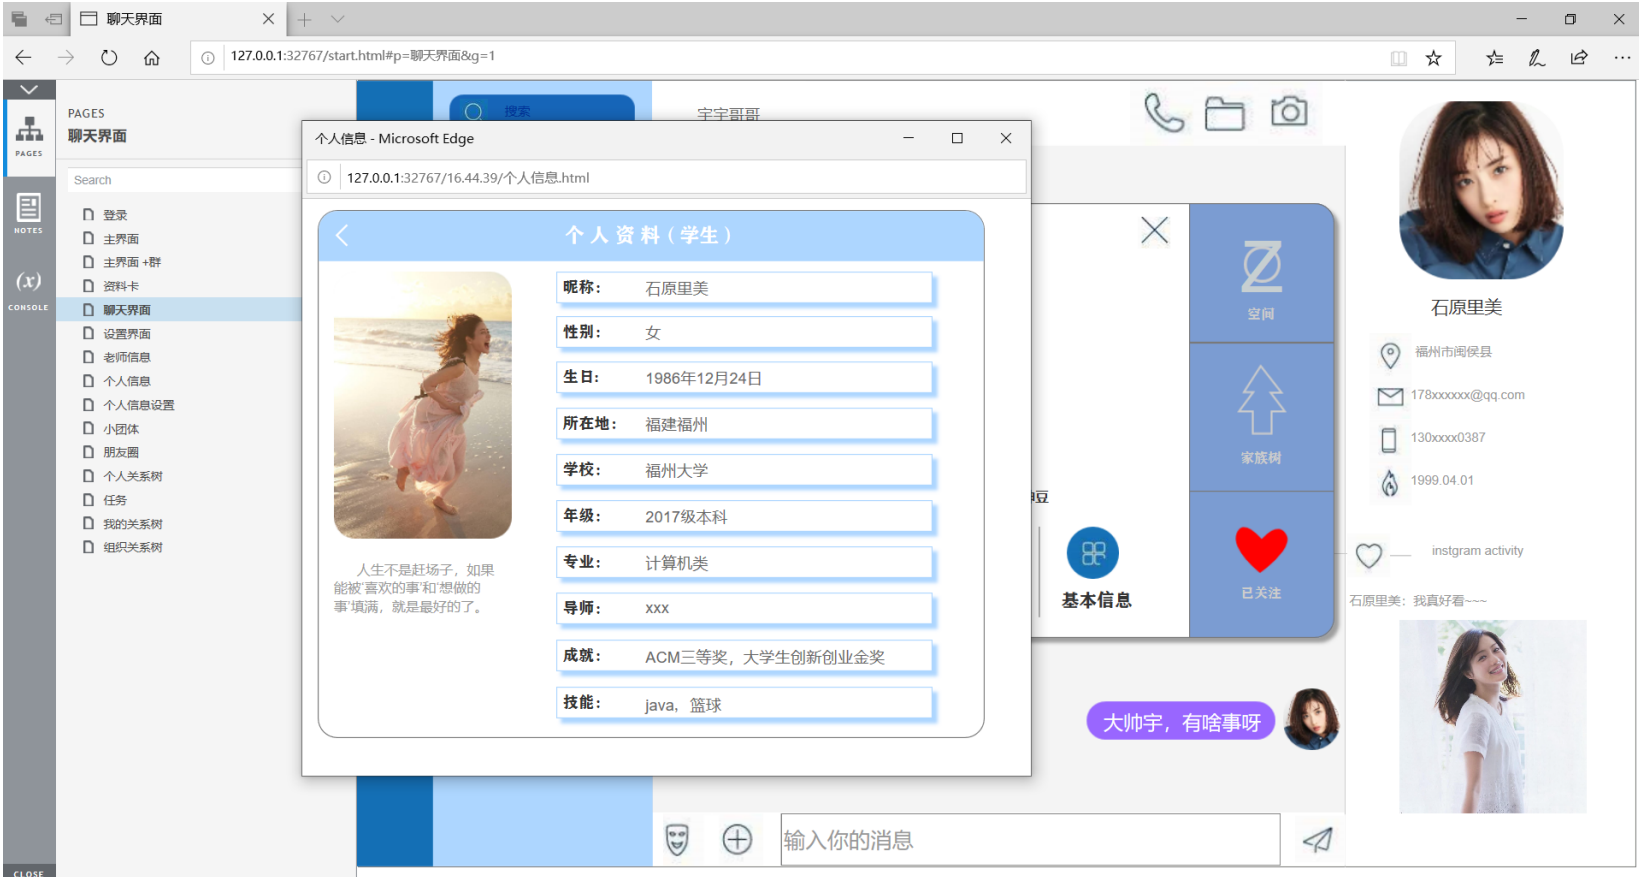 聊天界面
127.0.0.1:32767/start.html#p=聊天界面&g=1
PAGES
聊天界面
PAGES
Search
NOTES
(x)
CONSOLE
登录
主界面
主界面 +群
资料卡
聊天界面
设置界面
老师信息
个人信息
个人信息设置
小团体
朋友圈
个人关系树
任务
我的关系树
组织关系树
CLOSE
搜索
宇宇哥哥
个人信息 - Microsoft Edge
127.0.0.1:32767/16.44.39/个人信息.html
个 人 资 料 ( 学生 )
昵称： 石原里美
性别： 女
生日： 1986年12月24日
所在地： 福建福州
学校： 福州大学
年级： 2017级本科
专业： 计算机类
导师： xxx
成就： ACM三等奖，大学生创新创业金奖
技能： java，篮球
人生不是赶场子，如果
能被‘喜欢的事’和‘想做的
事’填满，就是最好的了。
豆
基本信息
空间
家族树
已关注
大帅宇，有啥事呀
输入你的消息
石原里美
福州市闽侯县
178xxxxxx@qq.com
130xxxx0387
1999.04.01
instgram activity
石原里美：我真好看~~~